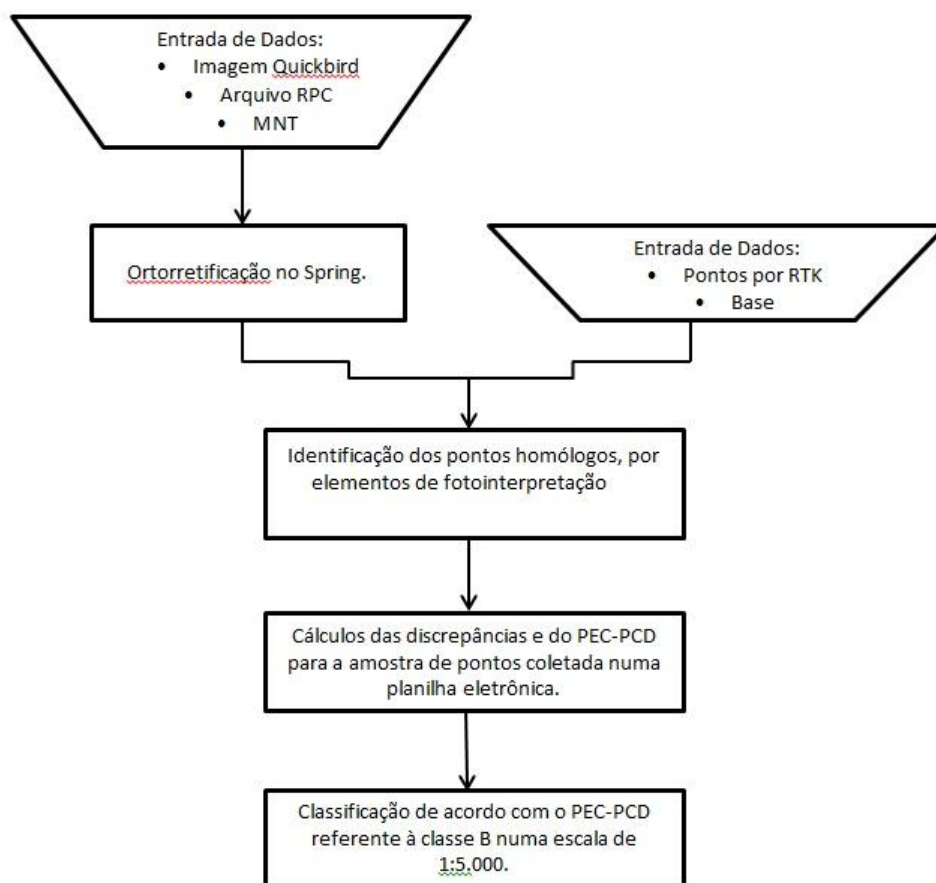 Entrada de Dados:
• Imagem Quickbird
• Arquivo RPC
• MNT
Ortorretificação no Spring.
Entrada de Dados:
• Pontos por RTK
• Base
Identificação dos pontos homólogos, por
elementos de fotointerpretação
Cálculos das discrepâncias e do PEC-PCD
para a amostra de pontos coletada numa
planilha eletrônica.
Classificação de acordo com o PEC-PCD
referente à classe B numa escala de
1:5.000.